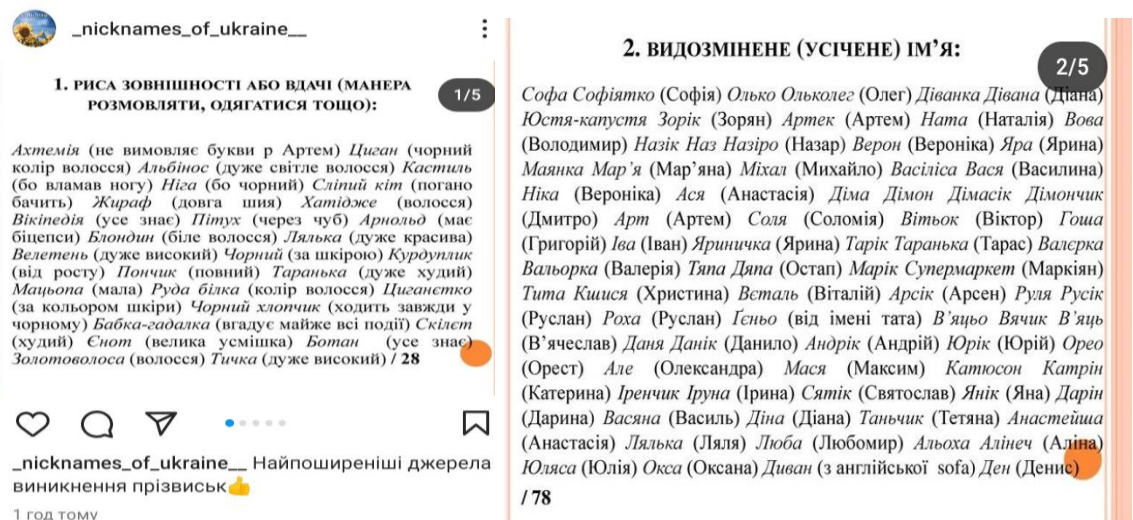 _nicknames_of_ukraine__
1. РИСА ЗОВНІШНОСТІ АБО ВДАЧІ (МАНЕРА
РОЗМОВЛЯТИ, ОДЯГАТИСЯ ТОЩО):
1/5
Ахтемія (не вимовляє букви р Артем) Циган (чорний
колір волосся) Альбінос (дуже світле волосся) Кастиль
(бо вламав ногу) Ніга (бо чорний) Сліпий кіт (погано
бачить) Жираф (довга шия) Хатідже (волосся)
Вікіпедія (усе знає) Пітух (через чуб) Арнольд (має
біцепси) Блондин (біле волосся) Лялька (дуже красива)
Велетень (дуже високий) Чорний (за шкірою) Курдуплик
(від росту) Пончик (повний) Таранька (дуже худий)
Мацьопа (мала) Руда білка (колір волосся) Циганєтко
(за кольором шкіри) Чорний хлопчик (ходить завжди у
чорному) Бабка-гадалка (вгадує майже всі події) Скілєт
(худий) Єнот (велика усмішка) Ботан (усе знає)
Золотоволоса (волосся) Тичка (дуже високий) / 28
_nicknames_of_ukraine__ Найпоширеніші джерела
виникнення прізвиськ👍
1 год тому
2. ВИДОЗМІНЕНЕ (УСІЧЕНЕ) ІМ’Я:
2/5
Софа Софіятко (Софія) Олько Ольколег (Олег) Діванка Дівана (Діана)
Юстя-капустя Зорік (Зорян) Артек (Артем) Ната (Наталія) Вова
(Володимир) Назік Наз Назіро (Назар) Верон (Вероніка) Яра (Ярина)
Маянка Мар’я (Мар’яна) Міхал (Михайло) Васіліса Вася (Василина)
Ніка (Вероніка) Ася (Анастасія) Діма Дімон Дімасік Дімончик
(Дмитро) Арт (Артем) Соля (Соломія) Вітьок (Віктор) Гоша
(Григорій) Іва (Іван) Яриничка (Ярина) Тарік Таранька (Тарас) Валєрка
Вальорка (Валерія) Тяпа Дяпа (Остап) Марік Супермаркет (Маркіян)
Тита Кшися (Христина) Вєталь (Віталій) Арсік (Арсен) Руля Русік
(Руслан) Роха (Руслан) Ґеньо (від імені тата) В’яцьо Вячик В’яць
(В’ячеслав) Даня Данік (Данило) Андрік (Андрій) Юрік (Юрій) Орео
(Орест) Але (Олександра) Мася (Максим) Катюсон Катрін
(Катерина) Іренчик Іруна (Ірина) Сятік (Святослав) Янік (Яна) Дарін
(Дарина) Васяна (Василь) Діна (Діана) Таньчик (Тетяна) Анастейша
(Анастасія) Лялька (Ляля) Люба (Любомир) Альоха Алінеч (Аліна)
Юляса (Юлія) Окса (Оксана) Диван (з англійської sofa) Ден (Денис)
/ 78